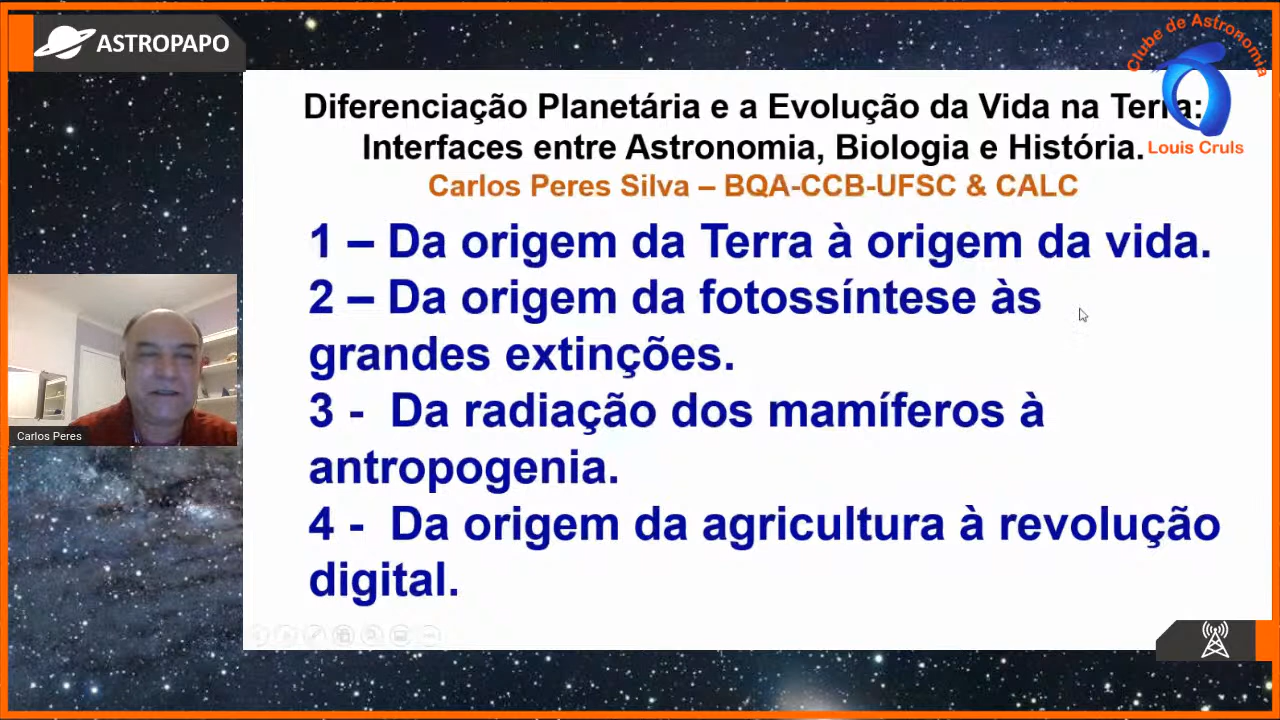 ASTROPAPO
Clube de Astronomia
Louis Cruls
Diferenciação Planetária e a Evolução da Vida na Terra:
Interfaces entre Astronomia, Biologia e História.
Carlos Peres Silva – BQA-CCB-UFSC & CALC
1 – Da origem da Terra à origem da vida.
2 – Da origem da fotossíntese às
grandes extinções.
3 - Da radiação dos mamíferos à
antropogenia.
4 - Da origem da agricultura à revolução
digital.
Carlos Peres